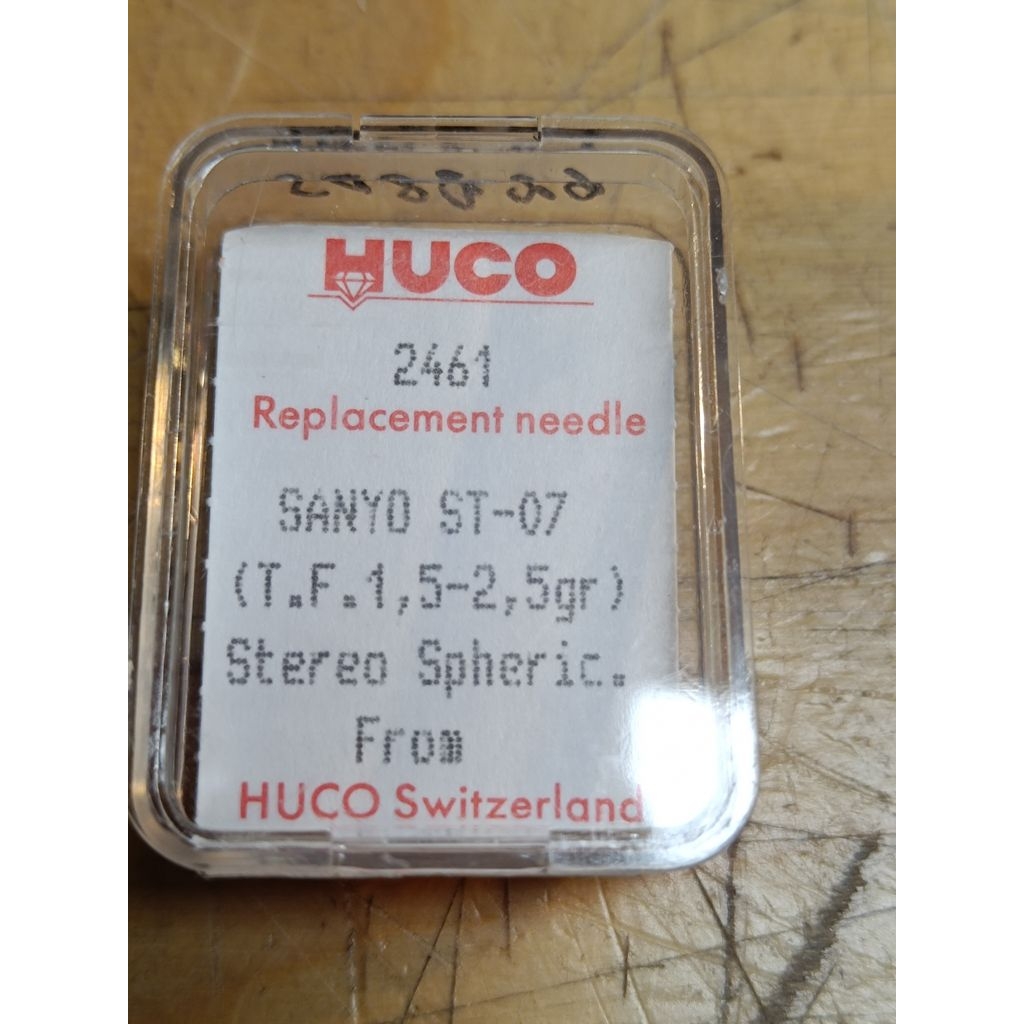 HUCO
2461
Replacement needle
SANYO ST-07
(T.F.1,5-2,5gr)
Stereo Spheric.
From
HUCO Switzerland